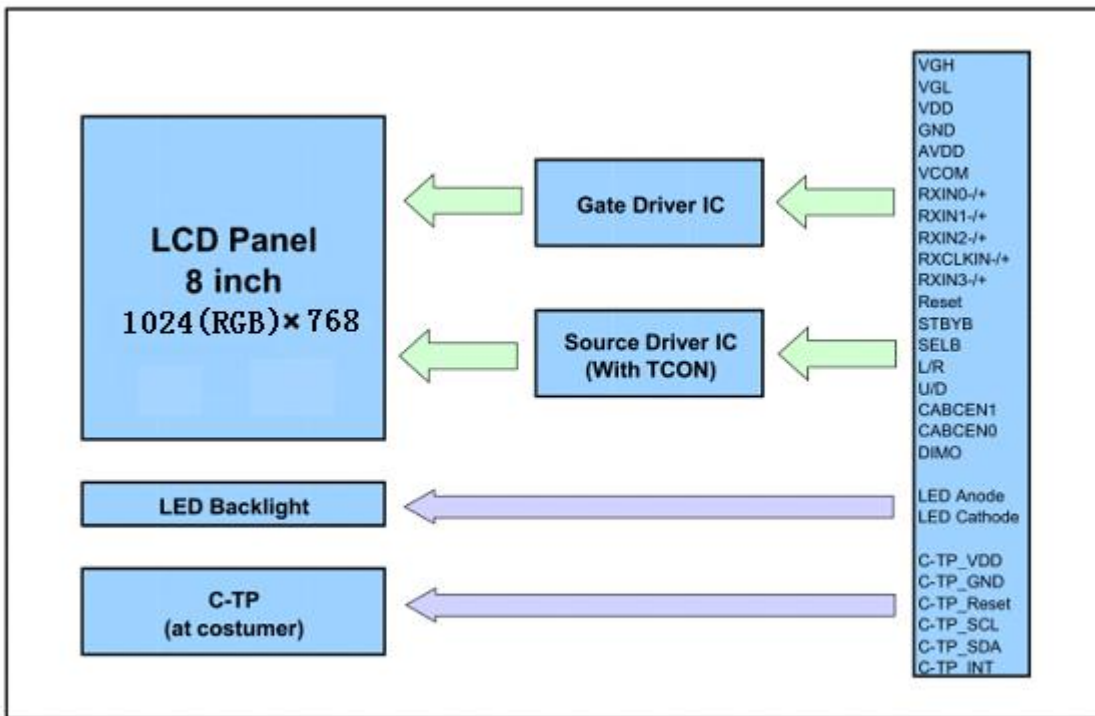 LCD Panel
8 inch
1024(RGB)×768
Gate Driver IC
Source Driver IC
(With TCON)
LED Backlight
C-TP
(at costumer)
VGH
VGL
VDD
GND
AVDD
VCOM
RXIN0-/+
RXIN1-/+
RXIN2-/+
RXCLKIN-/+
RXIN3-/+
Reset
STBYB
SELB
L/R
U/D
CABCEN1
CABCEN0
DIMO
LED Anode
LED Cathode
C-TP_VDD
C-TP_GND
C-TP_Reset
C-TP_SCL
C-TP_SDA
C-TP_INT